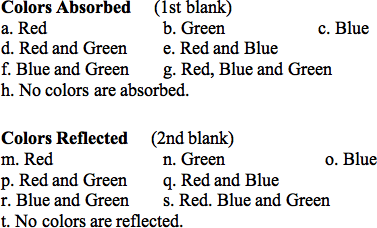 Colors Absorbed (1st blank)
a. Red b. Green c. Blue
d. Red and Green e. Red and Blue
f. Blue and Green g. Red, Blue and Green
h. No colors are absorbed.
Colors Reflected (2nd blank)
m. Red n. Green o. Blue
p. Red and Green q. Red and Blue
r. Blue and Green s. Red. Blue and Green
t. No colors are reflected.